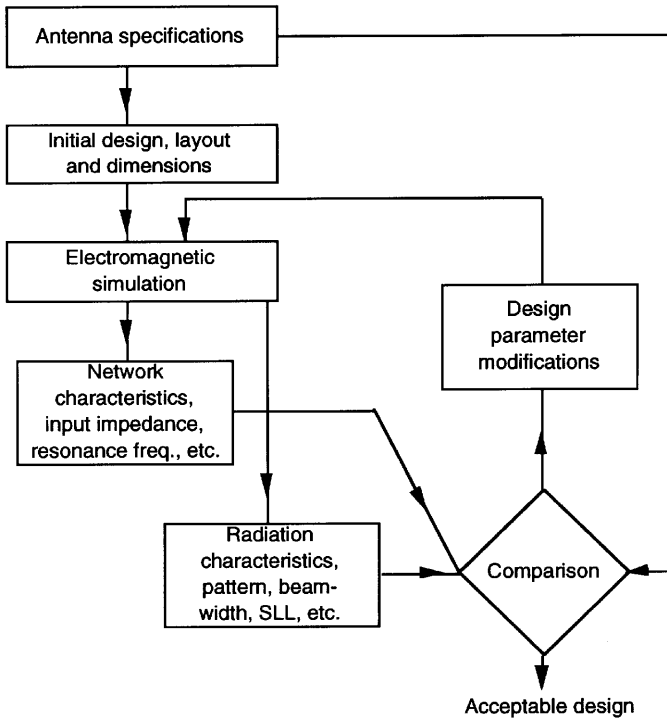 Antenna specifications
Initial design, layout
and dimensions
Electromagnetic
simulation
Design
parameter
modifications
Network
characteristics,
input impedance,
resonance freq., etc.
Radiation
characteristics,
pattern, beam-
width, SLL, etc.
Comparison
Acceptable design